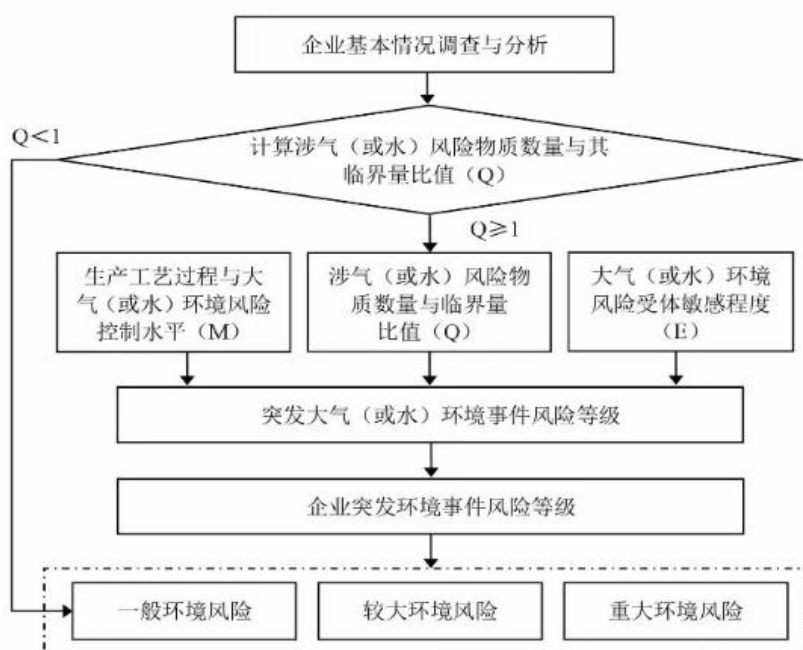 企业基本情况调查与分析
Q＜1
计算涉气（或水）风险物质数量与其
临界量比值（Q）
Q≥1
生产工艺过程与大
气（或水）环境风险
控制水平（M）
涉气（或水）风险物
质数量与临界量
比值（Q）
大气（或水）环境
风险受体敏感程度
（E）
突发大气（或水）环境事件风险等级
企业突发环境事件风险等级
一般环境风险
较大环境风险
重大环境风险